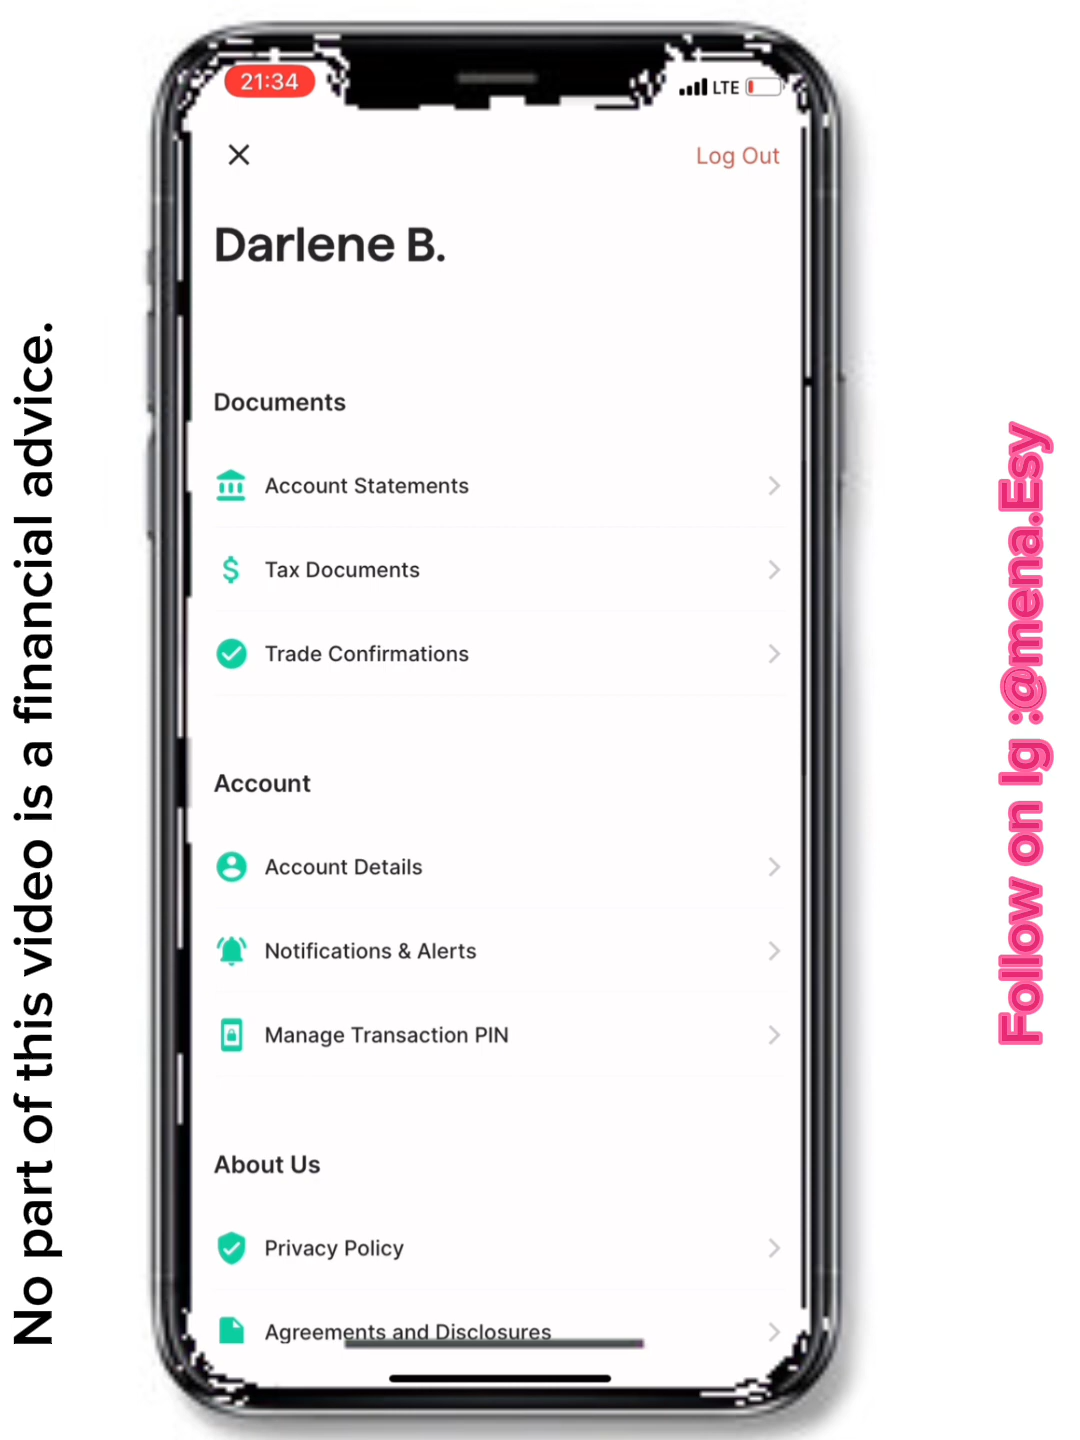 21:34
LTE
Log Out
Darlene B.
Documents
Account Statements
Tax Documents
Trade Confirmations
Account
Account Details
Notifications & Alerts
Manage Transaction PIN
About Us
Privacy Policy
Agreements and Disclosures
No part of this video is a financial advice.
Follow on Ig :@mena.Esy